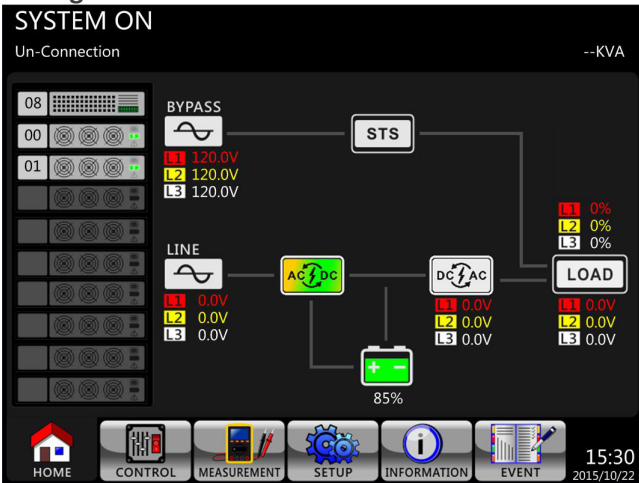 SYSTEM ON
Un-Connection
--KVA
08
00
01
BYPASS
L1 120.0V
L2 120.0V
L3 120.0V
STS
LINE
L1 0.0V
L2 0.0V
L3 0.0V
AC DC
DC AC
L1 0.0V
L2 0.0V
L3 0.0V
L1 0%
L2 0%
L3 0%
LOAD
L1 0.0V
L2 0.0V
L3 0.0V
+ -
85%
HOME
CONTROL
MEASUREMENT
SETUP
INFORMATION
EVENT
15:30
2015/10/22